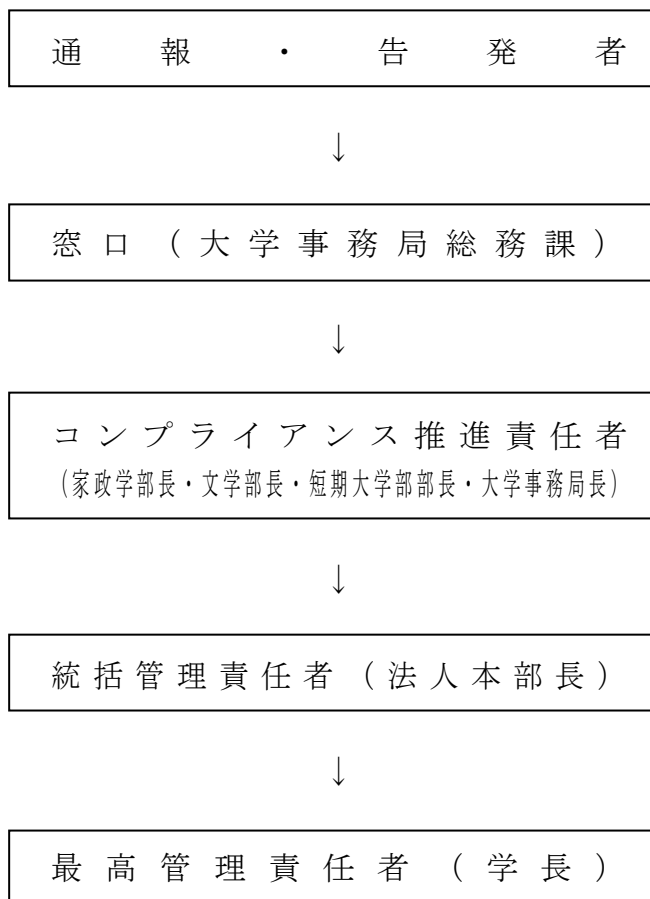 通報・告発者
↓
窓口（大学事務局総務課）
↓
コンプライアンス推進責任者
（家政学部長・文学部長・短期大学部部長・大学事務局長）
↓
統括管理責任者（法人本部長）
↓
最高管理責任者（学長）